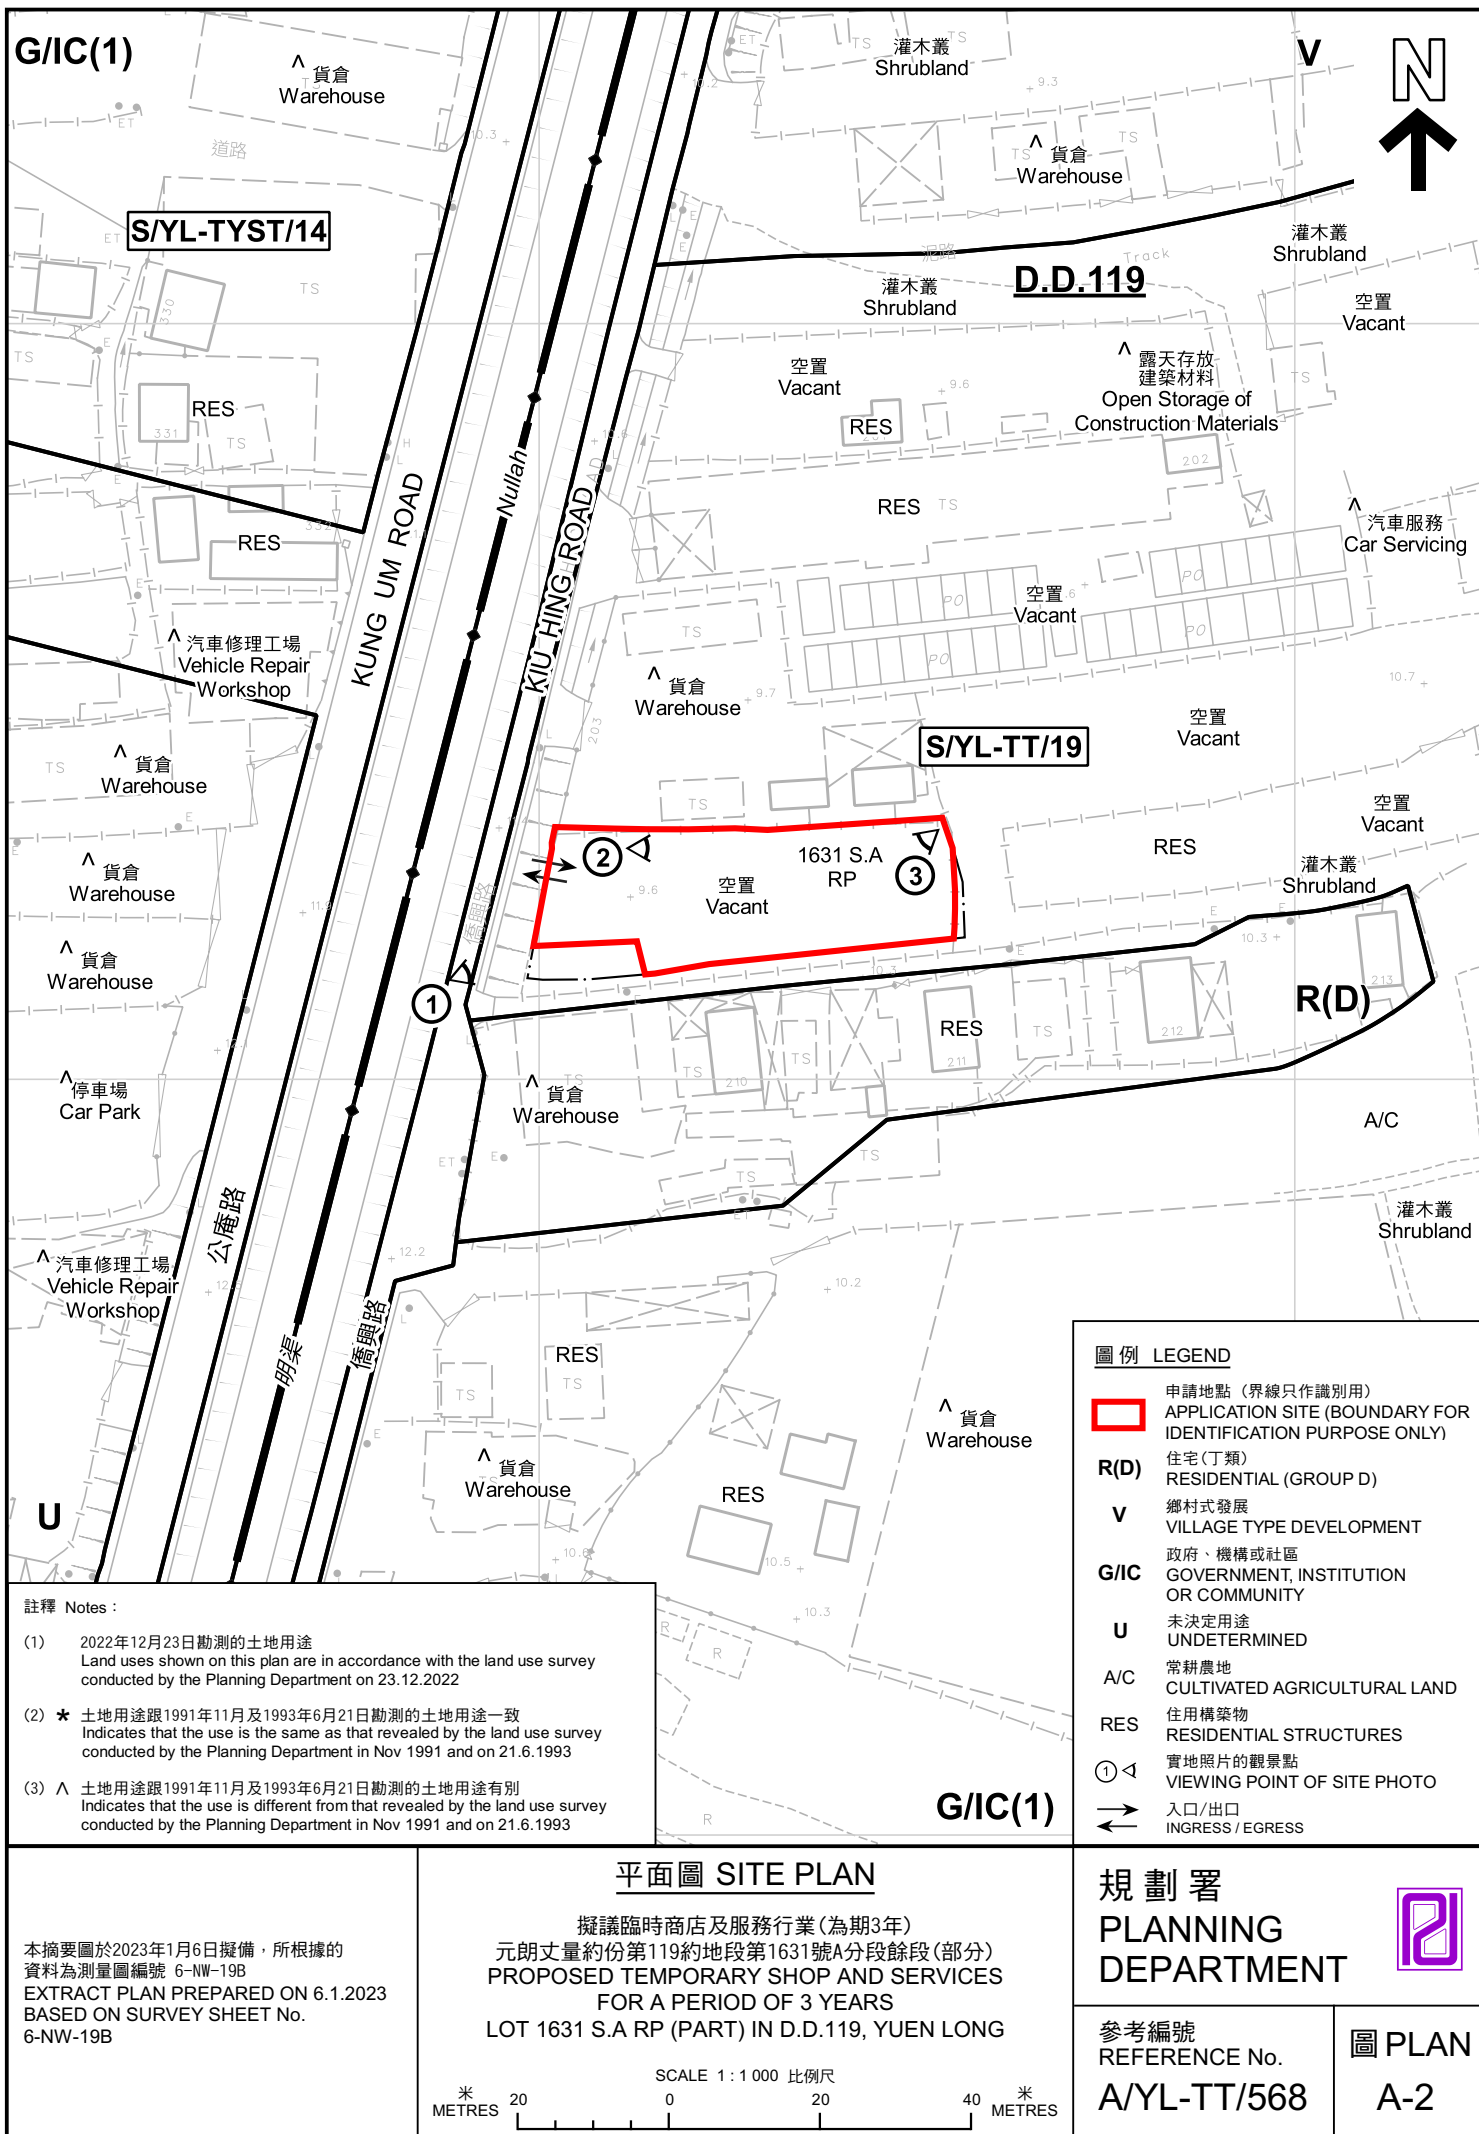 G/IC(1)
^ 貨倉
Warehouse
道路
S/YL-TYST/14
灌木叢
Shrubland
V
N
^ 貨倉
Warehouse
泥路
Track
D.D.119
灌木叢
Shrubland
灌木叢
Shrubland
空置
Vacant
空置
Vacant
^ 露天存放
建築材料
Open Storage of
Construction Materials
RES
RES
RES
RES
^ 汽車服務
Car Servicing
空置
Vacant
KUNG UM ROAD
Nullah
KIU HING ROAD
^ 汽車修理工場
Vehicle Repair
Workshop
^ 貨倉
Warehouse
空置
Vacant
S/YL-TT/19
^ 貨倉
Warehouse
空置
Vacant
RES
灌木叢
Shrubland
1631 S.A
RP
空置
Vacant
1
2
3
^ 貨倉
Warehouse
^ 貨倉
Warehouse
R(D)
RES
^ 停車場
Car Park
^ 貨倉
Warehouse
A/C
灌木叢
Shrubland
公庵路
^ 汽車修理工場
Vehicle Repair
Workshop
明渠
僑興路
RES
^ 貨倉
Warehouse
^ 貨倉
Warehouse
RES
U
G/IC(1)
圖例 LEGEND
申請地點（界線只作識別用）
APPLICATION SITE (BOUNDARY FOR
IDENTIFICATION PURPOSE ONLY)
R(D) 住宅(丁類)
RESIDENTIAL (GROUP D)
V 鄉村式發展
VILLAGE TYPE DEVELOPMENT
G/IC 政府、機構或社區
GOVERNMENT, INSTITUTION
OR COMMUNITY
U 未決定用途
UNDETERMINED
A/C 常耕農地
CULTIVATED AGRICULTURAL LAND
RES 住用構築物
RESIDENTIAL STRUCTURES
1 實地照片的觀景點
VIEWING POINT OF SITE PHOTO
入口/出口
INGRESS / EGRESS
註釋 Notes :
(1) 2022年12月23日勘測的土地用途
Land uses shown on this plan are in accordance with the land use survey
conducted by the Planning Department on 23.12.2022
(2) * 土地用途跟1991年11月及1993年6月21日勘測的土地用途一致
Indicates that the use is the same as that revealed by the land use survey
conducted by the Planning Department in Nov 1991 and on 21.6.1993
(3) ^ 土地用途跟1991年11月及1993年6月21日勘測的土地用途有別
Indicates that the use is different from that revealed by the land use survey
conducted by the Planning Department in Nov 1991 and on 21.6.1993
本摘要圖於2023年1月6日擬備，所根據的
資料為測量圖編號 6-NW-19B
EXTRACT PLAN PREPARED ON 6.1.2023
BASED ON SURVEY SHEET No.
6-NW-19B
平面圖 SITE PLAN
擬議臨時商店及服務行業(為期3年)
元朗丈量約份第119約地段第1631號A分段餘段(部分)
PROPOSED TEMPORARY SHOP AND SERVICES
FOR A PERIOD OF 3 YEARS
LOT 1631 S.A RP (PART) IN D.D.119, YUEN LONG
SCALE 1 : 1 000 比例尺
米 METRES 20 0 20 40 米 METRES
規劃署
PLANNING
DEPARTMENT
參考編號
REFERENCE No.
A/YL-TT/568
圖 PLAN
A-2